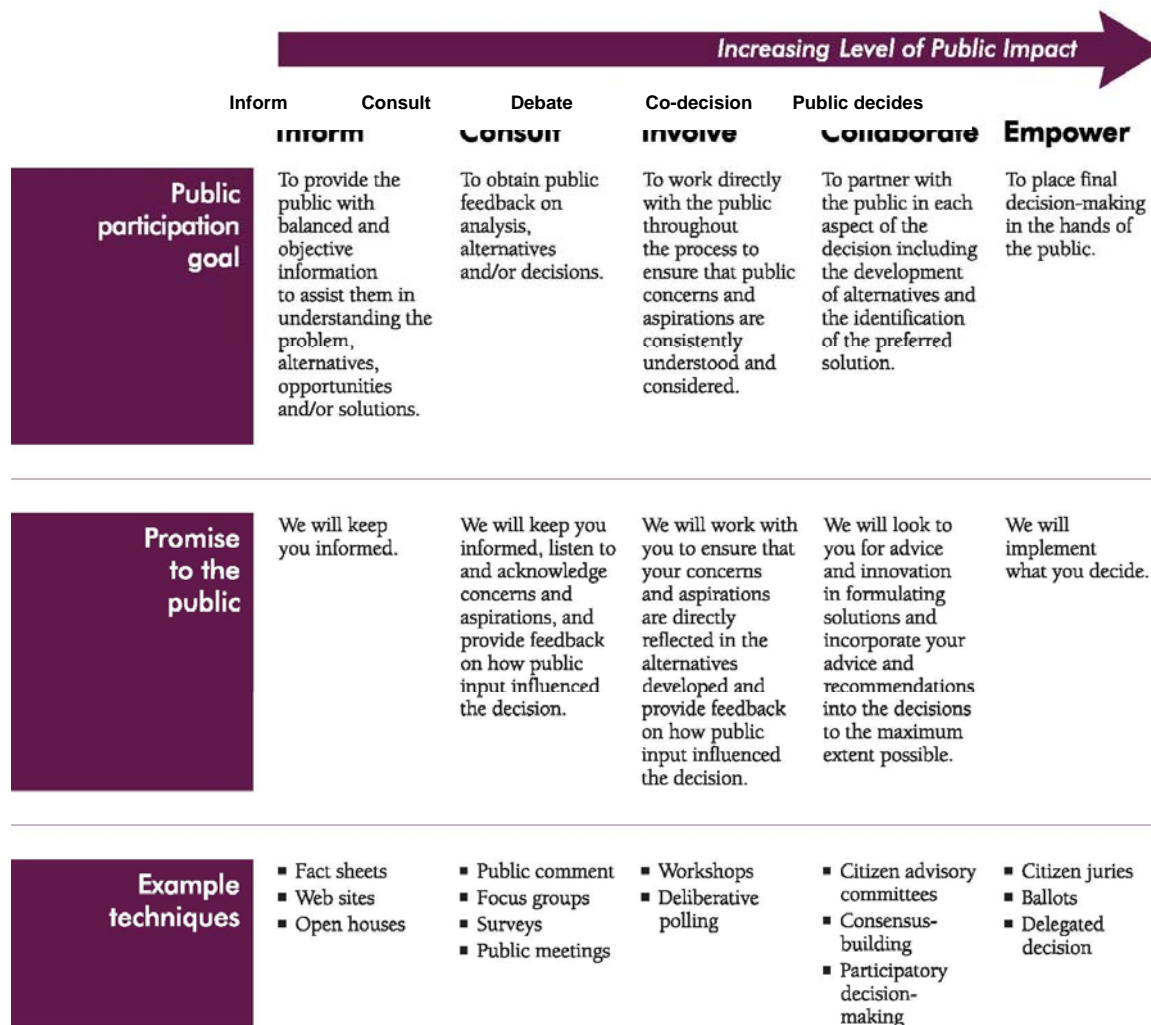 Increasing Level of Public Impact
Inform Consult Debate Co-decision Public decides
Inform Consult Involve Collaborate Empower
Public
participation
goal
To provide the
public with
balanced and
objective
information
to assist them in
understanding the
problem,
alternatives,
opportunities
and/or solutions.
To obtain public
feedback on
analysis,
alternatives
and/or decisions.
To work directly
with the public
throughout
the process to
ensure that public
concerns and
aspirations are
consistently
understood and
considered.
To partner with
the public in each
aspect of the
decision including
the development
of alternatives and
the identification
of the preferred
solution.
To place final
decision-making
in the hands of
the public.
Promise
to the
public
We will keep
you informed.
We will keep you
informed, listen to
and acknowledge
concerns and
aspirations, and
provide feedback
on how public
input influenced
the decision.
We will work with
you to ensure that
your concerns
and aspirations
are directly
reflected in the
alternatives
developed and
provide feedback
on how public
input influenced
the decision.
We will look to
you for advice
and innovation
in formulating
solutions and
incorporate your
advice and
recommendations
into the decisions
to the maximum
extent possible.
We will
implement
what you decide.
Example
techniques
▪ Fact sheets
▪ Web sites
▪ Open houses
▪ Public comment
▪ Focus groups
▪ Surveys
▪ Public meetings
▪ Workshops
▪ Deliberative
polling
▪ Citizen advisory
committees
▪ Consensus-
building
▪ Participatory
decision-
making
▪ Citizen juries
▪ Ballots
▪ Delegated
decision